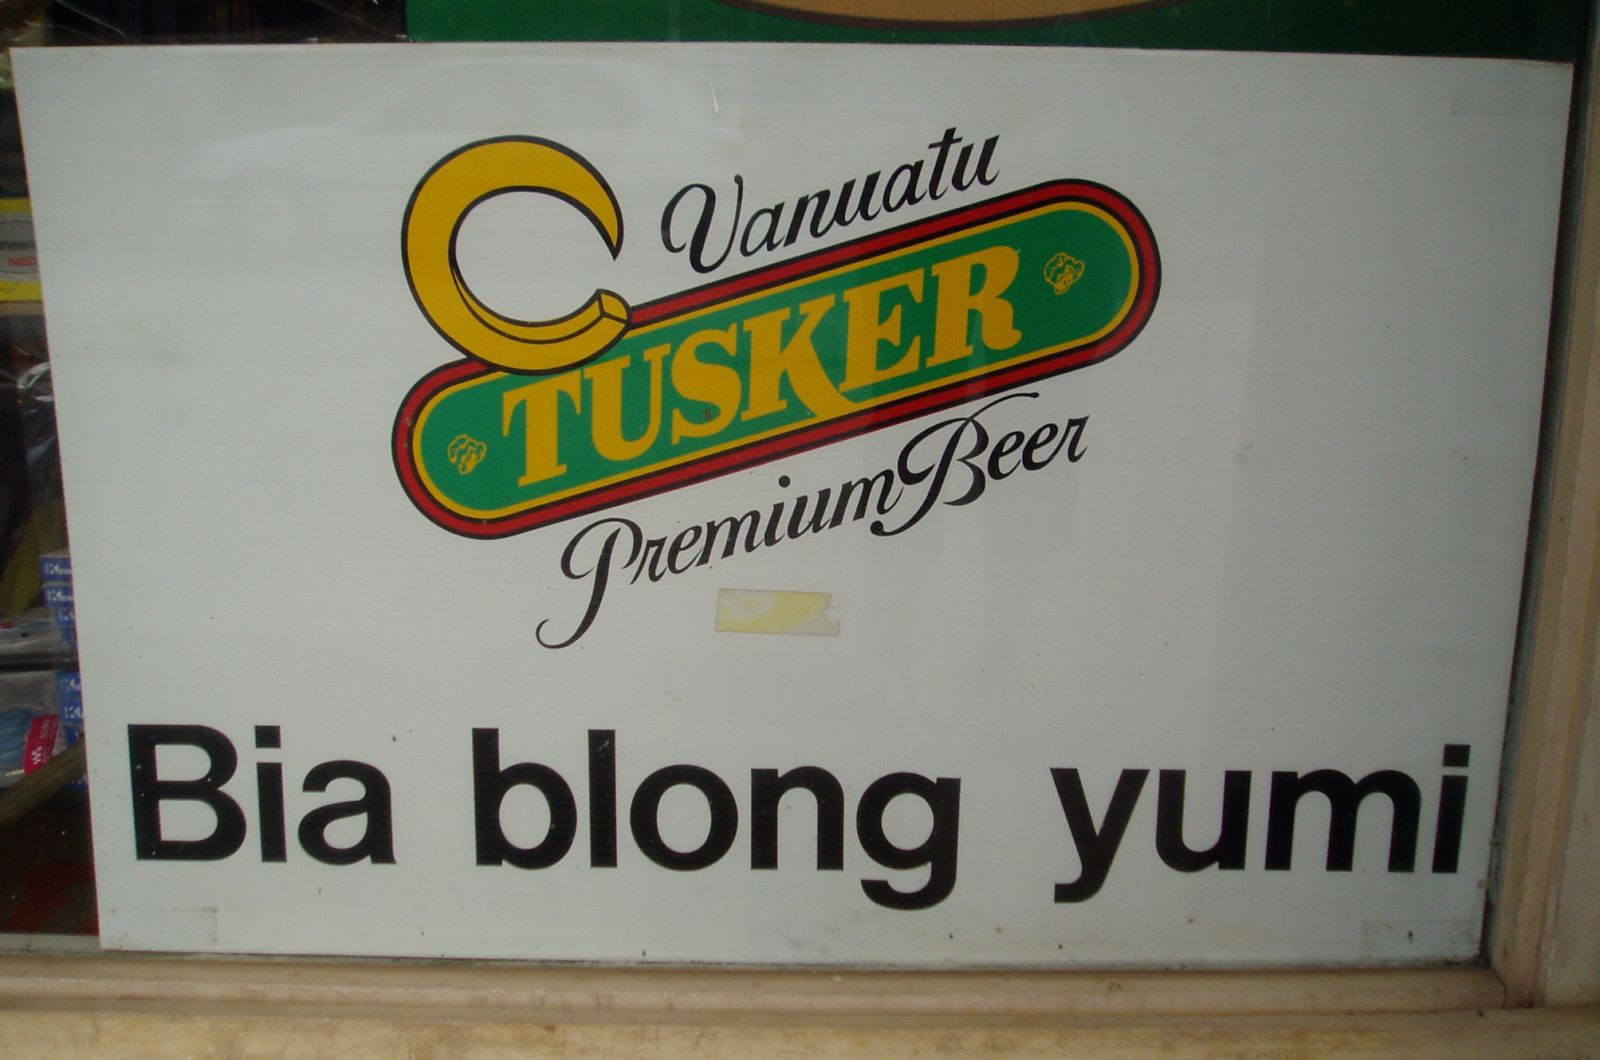 Vanuatu
TUSKER
Premium Beer
Bia blong yumi